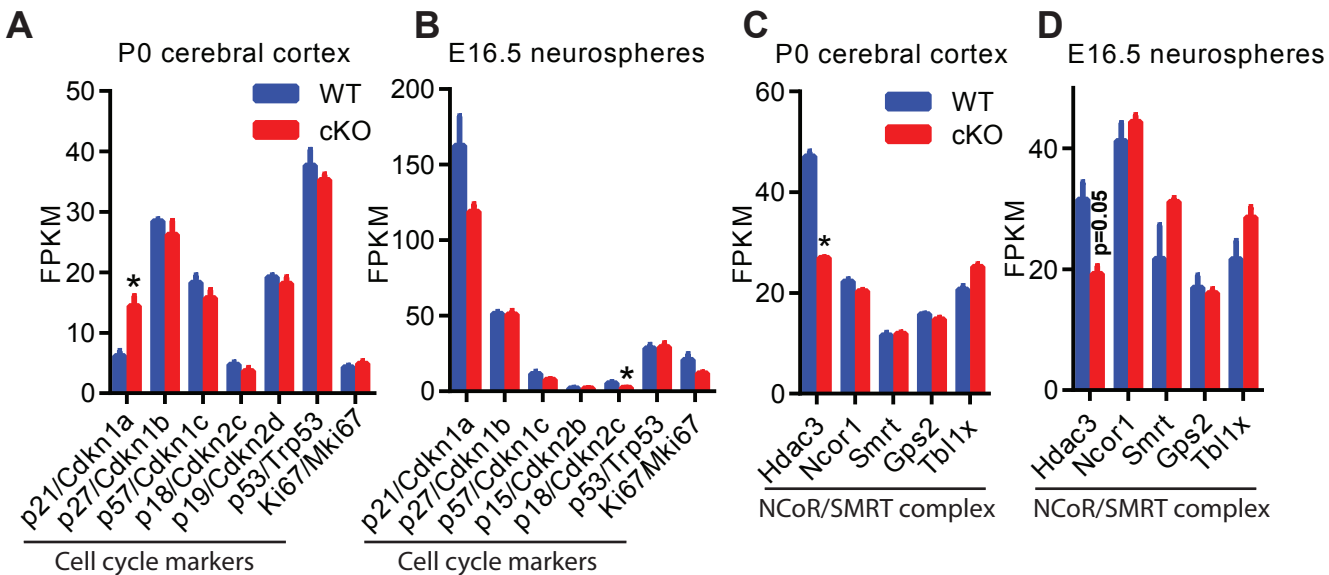 A
P0 cerebral cortex
FPKM
50
40
30
20
10
0
WT
cKO
*
p21/Cdkn1a
p27/Cdkn1b
p57/Cdkn1c
p18/Cdkn2c
p19/Cdkn2d
p53/Trp53
Ki67/Mki67
Cell cycle markers
B
E16.5 neurospheres
FPKM
200
150
100
50
0
*
p21/Cdkn1a
p27/Cdkn1b
p57/Cdkn1c
p15/Cdkn2b
p18/Cdkn2c
p53/Trp53
Ki67/Mki67
Cell cycle markers
C
P0 cerebral cortex
FPKM
60
40
20
0
WT
cKO
*
Hdac3
Ncor1
Smrt
Gps2
Tbl1x
NCoR/SMRT complex
D
E16.5 neurospheres
FPKM
40
20
0
p=0.05
Hdac3
Ncor1
Smrt
Gps2
Tbl1x
NCoR/SMRT complex